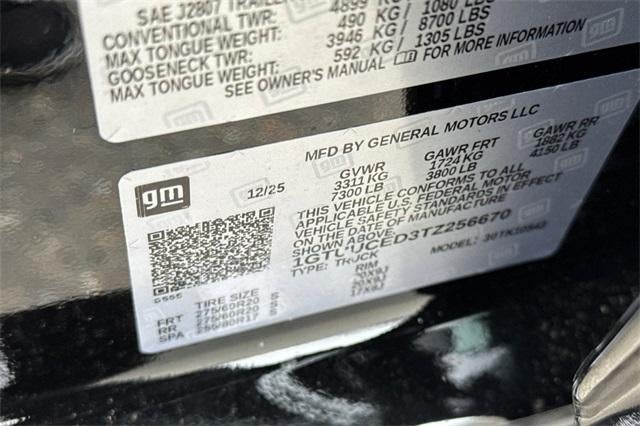 SAE J2807 TRAILER
CONVENTIONAL TWR: 4899 KG/ 1080 LBS
MAX TONGUE WEIGHT: 490 KG/ 8700 LBS
GOOSENECK TWR: 3946 KG/ 1305 LBS
MAX TONGUE WEIGHT: 592 KG/
SEE OWNER'S MANUAL FOR MORE INFORMATION
MFD BY GENERAL MOTORS LLC
gm
12/25
GVWR GAWR FRT GAWR RR
3311 KG 1724 KG 1882 KG
7300 LB 3800 LB 4150 LB
THIS VEHICLE CONFORMS TO ALL
APPLICABLE U.S. FEDERAL MOTOR
VEHICLE SAFETY STANDARDS IN EFFECT
ON THE DATE OF MANUFACTURE
SHOWN ABOVE.
1GTUUCED3TZ256670
TYPE: TRUCK MODEL:
TIRE SIZE RIM
FRT 275/60R20 S 20X9J
RR 275/60R20 S 20X9J
SPA 255/80R17 S 17X8J